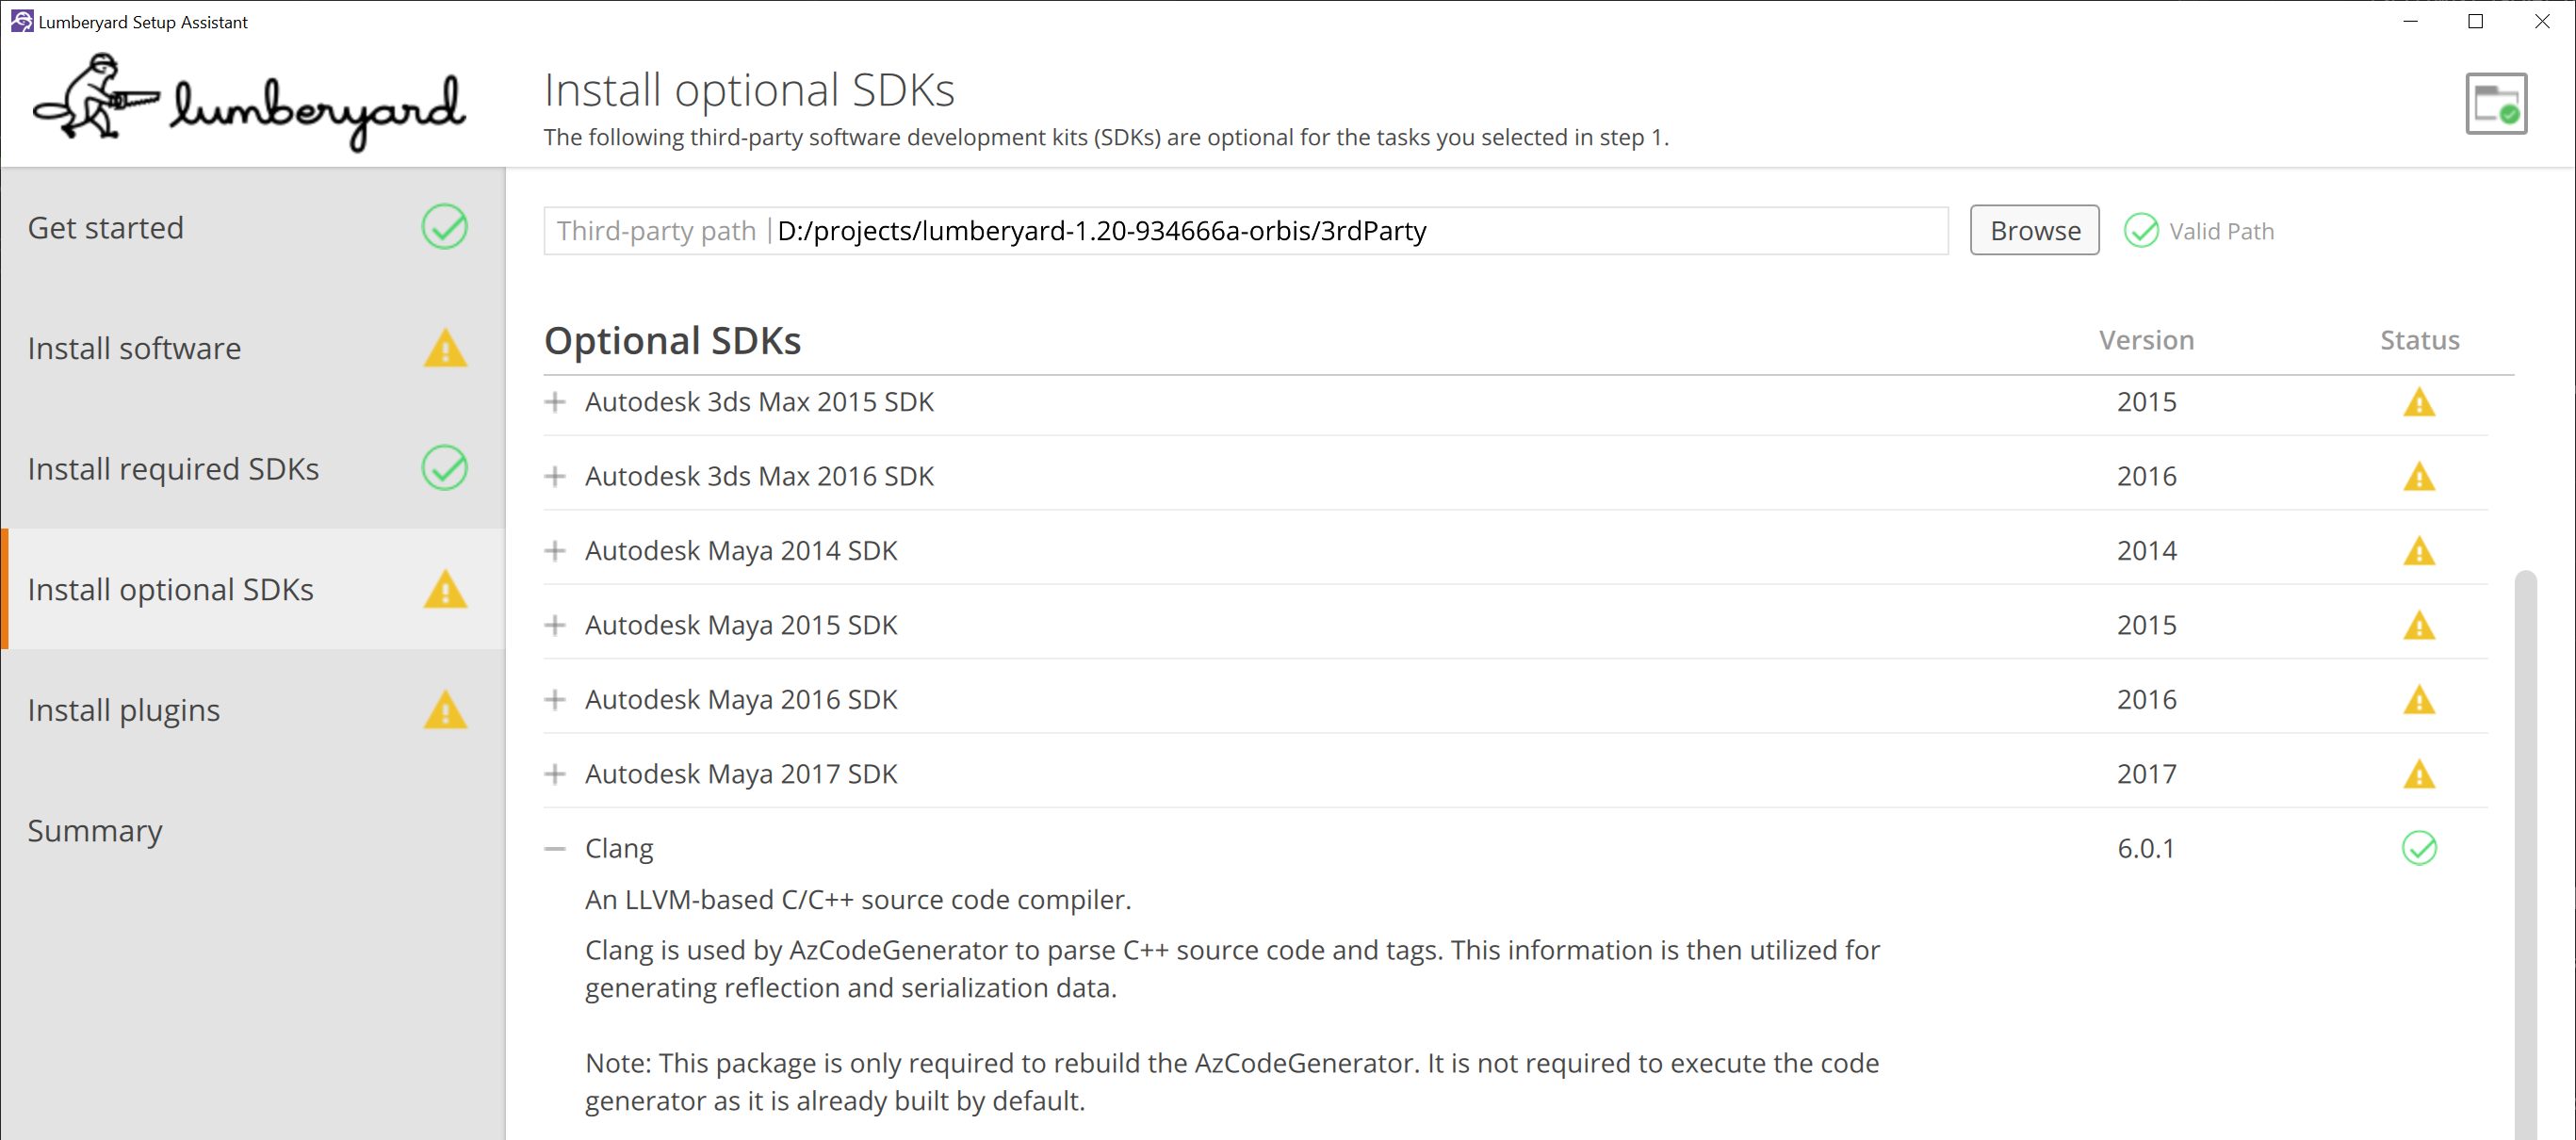 Lumberyard Setup Assistant
lumberyard
Install optional SDKs
The following third-party software development kits (SDKs) are optional for the tasks you selected in step 1.
Get started
Install software
Install required SDKs
Install optional SDKs
Install plugins
Summary
Third-party path | D:/projects/lumberyard-1.20-934666a-orbis/3rdParty Browse Valid Path
Optional SDKs Version Status
Autodesk 3ds Max 2015 SDK 2015
Autodesk 3ds Max 2016 SDK 2016
Autodesk Maya 2014 SDK 2014
Autodesk Maya 2015 SDK 2015
Autodesk Maya 2016 SDK 2016
Autodesk Maya 2017 SDK 2017
Clang 6.0.1
An LLVM-based C/C++ source code compiler.
Clang is used by AzCodeGenerator to parse C++ source code and tags. This information is then utilized for
generating reflection and serialization data.
Note: This package is only required to rebuild the AzCodeGenerator. It is not required to execute the code
generator as it is already built by default.